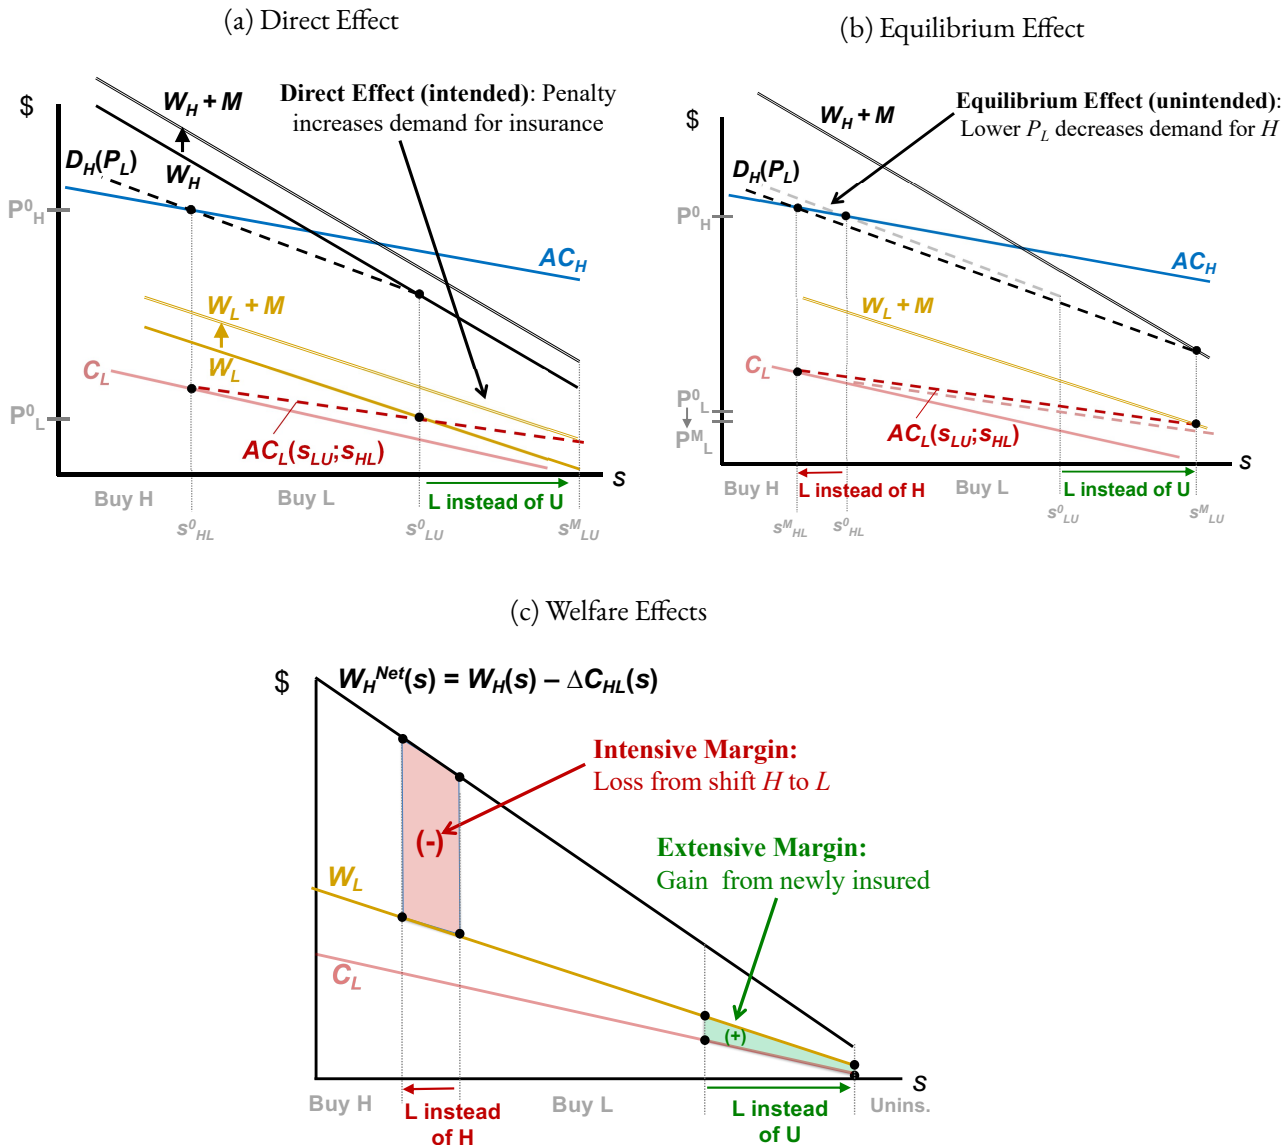 (a) Direct Effect
$
W_H + M
Direct Effect (intended): Penalty
increases demand for insurance
D_H(P_L)
W_H
P^0_H
AC_H
W_L + M
W_L
C_L
P^0_L
AC_L(s_LU;s_HL)
s
Buy H
Buy L
L instead of U
s^0_HL
s^0_LU
s^M_LU
(b) Equilibrium Effect
$
W_H + M
Equilibrium Effect (unintended):
Lower P_L decreases demand for H
D_H(P_L)
P^0_H
AC_H
W_L + M
C_L
P^0_L
P^M_L
AC_L(s_LU;s_HL)
s
Buy H
L instead of H
Buy L
L instead of U
s^M_HL
s^0_HL
s^0_LU
s^M_LU
(c) Welfare Effects
$
W_H^Net(s) = W_H(s) – ΔC_HL(s)
Intensive Margin:
Loss from shift H to L
(-)
Extensive Margin:
Gain from newly insured
W_L
C_L
(+)
s
Buy H
L instead
of H
Buy L
L instead
of U
Unins.